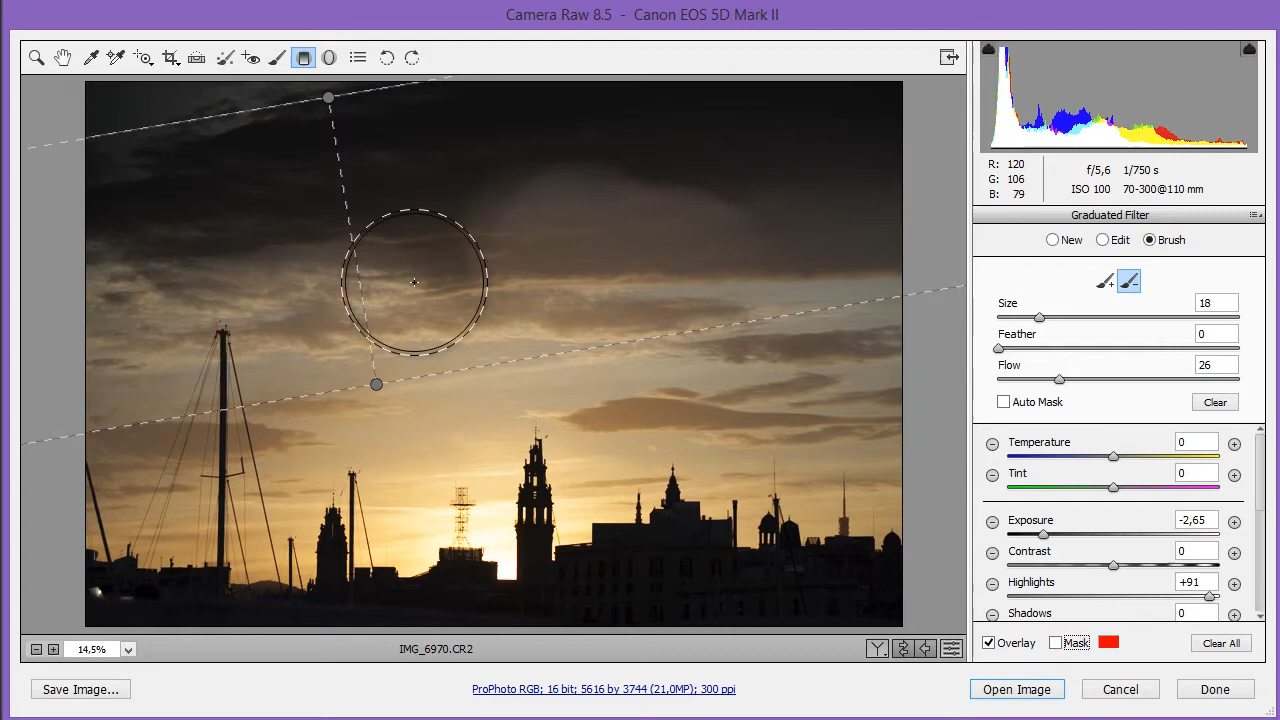 Camera Raw 8.5 - Canon EOS 5D Mark II
R: 120
G: 106
B: 79
f/5,6 1/750 s
ISO 100 70-300@110 mm
Graduated Filter
New Edit Brush
Size 18
Feather 0
Flow 26
Auto Mask Clear
Temperature 0
Tint 0
Exposure -2,65
Contrast 0
Highlights +91
Shadows 0
Overlay Mask Clear All
14,5% IMG_6970.CR2 Y
Save Image... ProPhoto RGB; 16 bit; 5616 by 3744 (21,0MP); 300 ppi Open Image Cancel Done